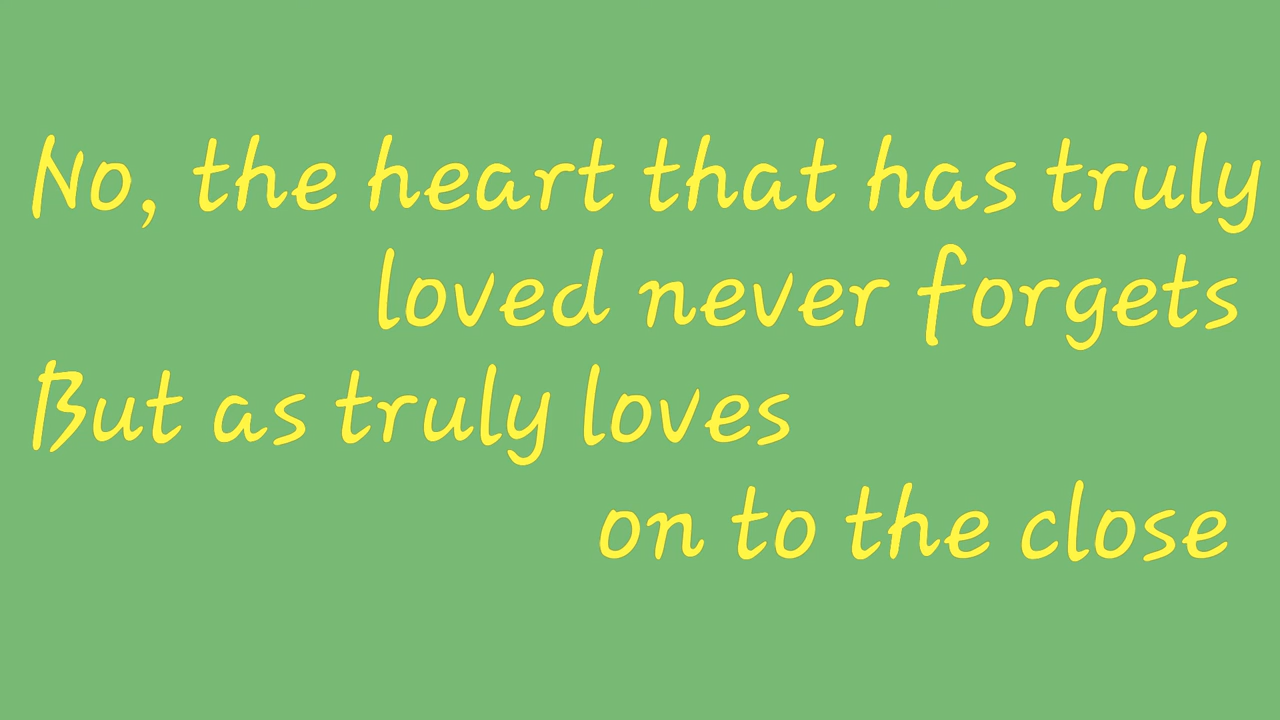 No, the heart that has truly
loved never forgets
But as truly loves
on to the close